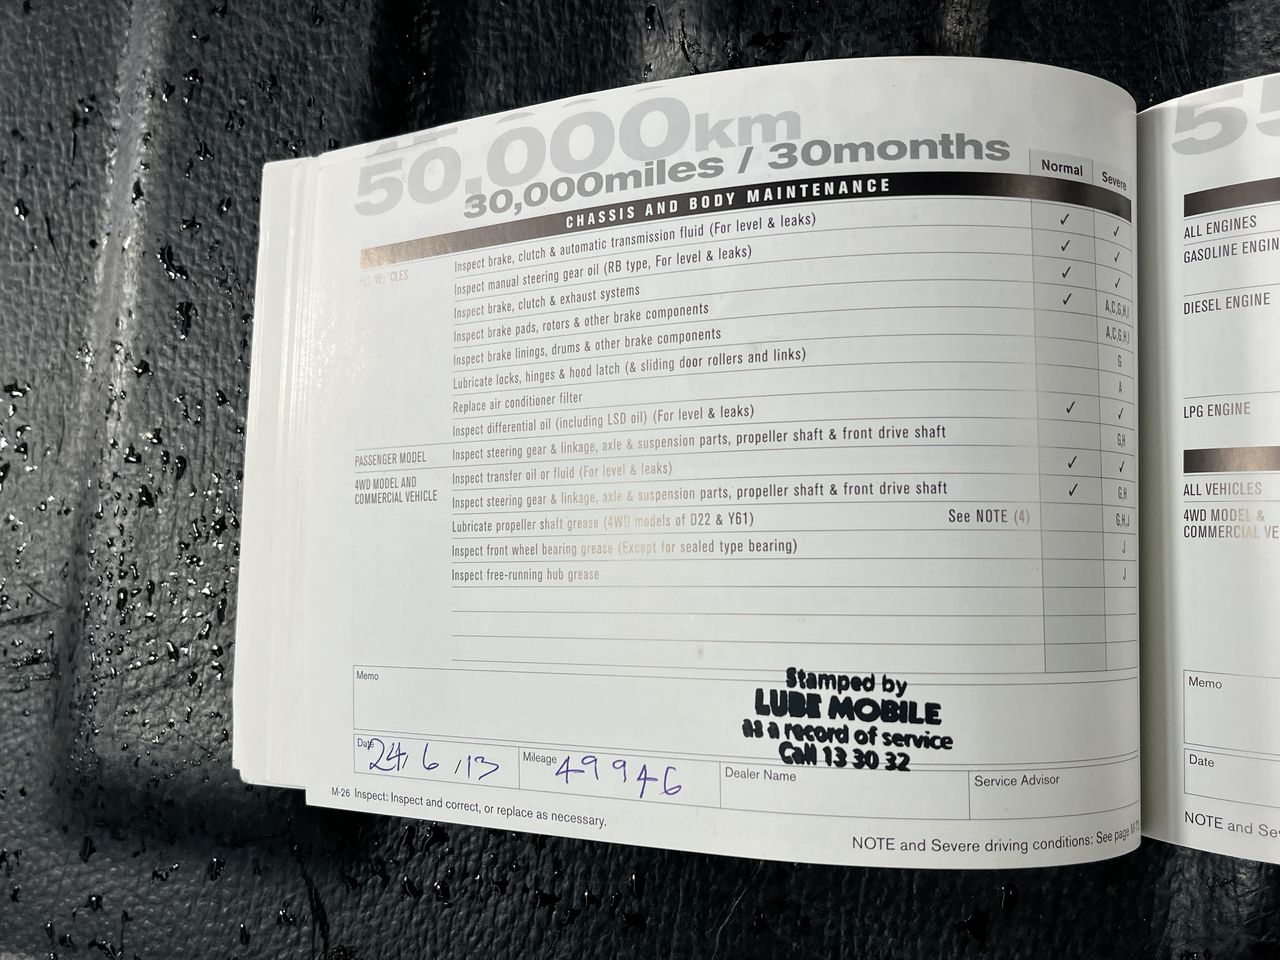 50,000km
30,000miles / 30months
Normal Severe
CHASSIS AND BODY MAINTENANCE
ALL VEHICLES Inspect brake, clutch & automatic transmission fluid (For level & leaks) ✓ ✓
Inspect manual steering gear oil (RB type, For level & leaks) ✓ ✓
Inspect brake, clutch & exhaust systems ✓ ✓
Inspect brake pads, rotors & other brake components ✓ A,C,G,H,I
Inspect brake linings, drums & other brake components A,C,G,H,I
Lubricate locks, hinges & hood latch (& sliding door rollers and links) G
Replace air conditioner filter A
Inspect differential oil (including LSD oil) (For level & leaks) ✓ ✓
PASSENGER MODEL Inspect steering gear & linkage, axle & suspension parts, propeller shaft & front drive shaft G,H
4WD MODEL AND Inspect transfer oil or fluid (For level & leaks) ✓ ✓
COMMERCIAL VEHICLE Inspect steering gear & linkage, axle & suspension parts, propeller shaft & front drive shaft ✓ G,H
Lubricate propeller shaft grease (4WD models of D22 & Y61) See NOTE (4) G,H,J
Inspect front wheel bearing grease (Except for sealed type bearing) J
Inspect free-running hub grease J
Memo
Stamped by
LUBE MOBILE
as a record of service
Call 13 30 32
Date 24/6/13 Mileage 49946 Dealer Name Service Advisor
M-26 Inspect: Inspect and correct, or replace as necessary.
NOTE and Severe driving conditions: See page
55
ALL ENGINES
GASOLINE ENGIN
DIESEL ENGINE
LPG ENGINE
ALL VEHICLES
4WD MODEL &
COMMERCIAL VE
Memo
Date
NOTE and Se